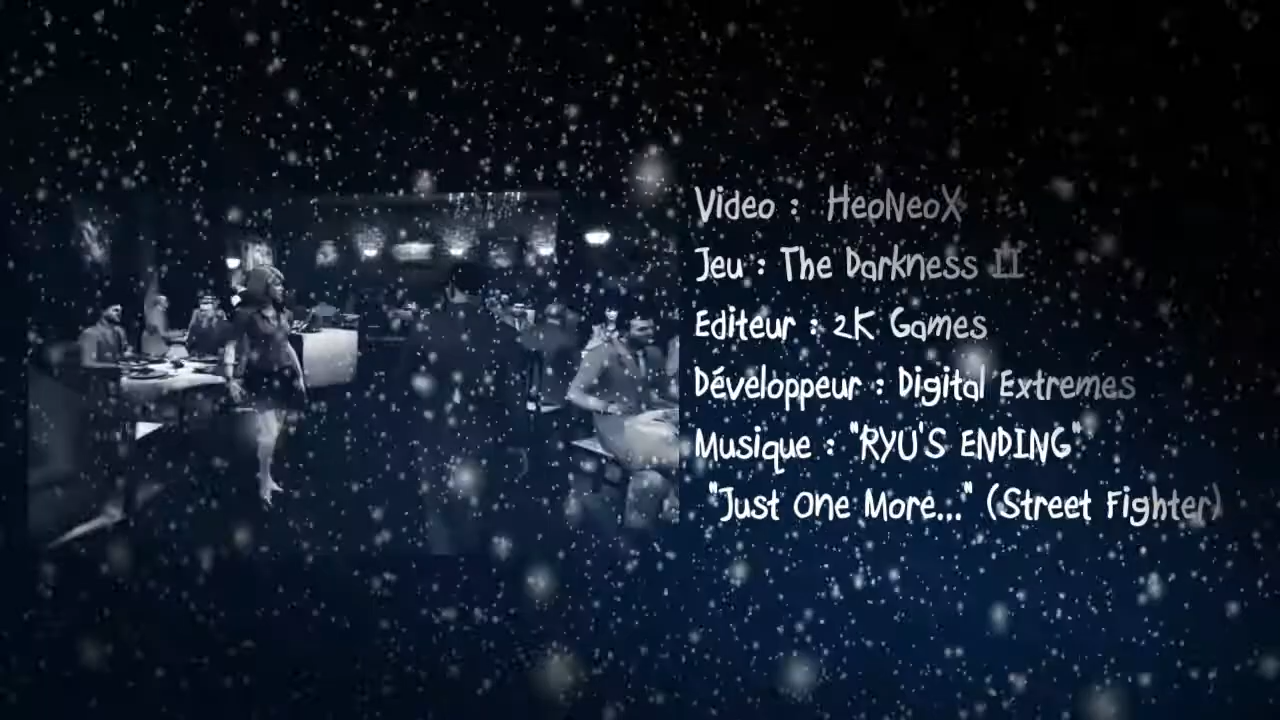 Video : HeoNeoX
Jeu : The Darkness II
Editeur : 2K Games
Développeur : Digital Extremes
Musique : "RYU'S ENDING"
"Just One More..." (Street Fighter)